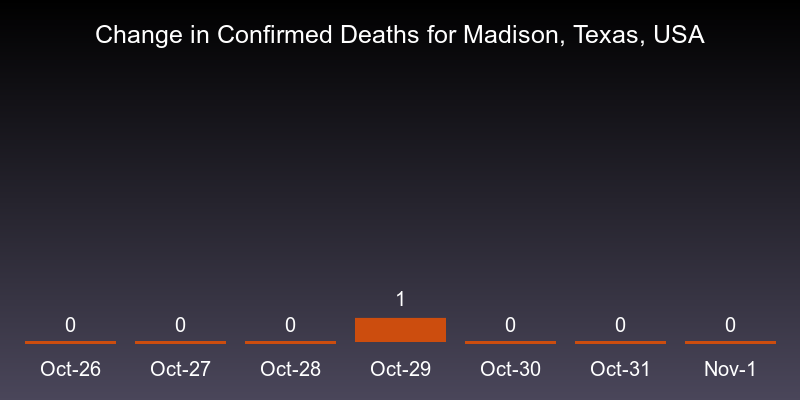 Change in Confirmed Deaths for Madison, Texas, USA
1
0 0 0 0 0 0
Oct-26 Oct-27 Oct-28 Oct-29 Oct-30 Oct-31 Nov-1